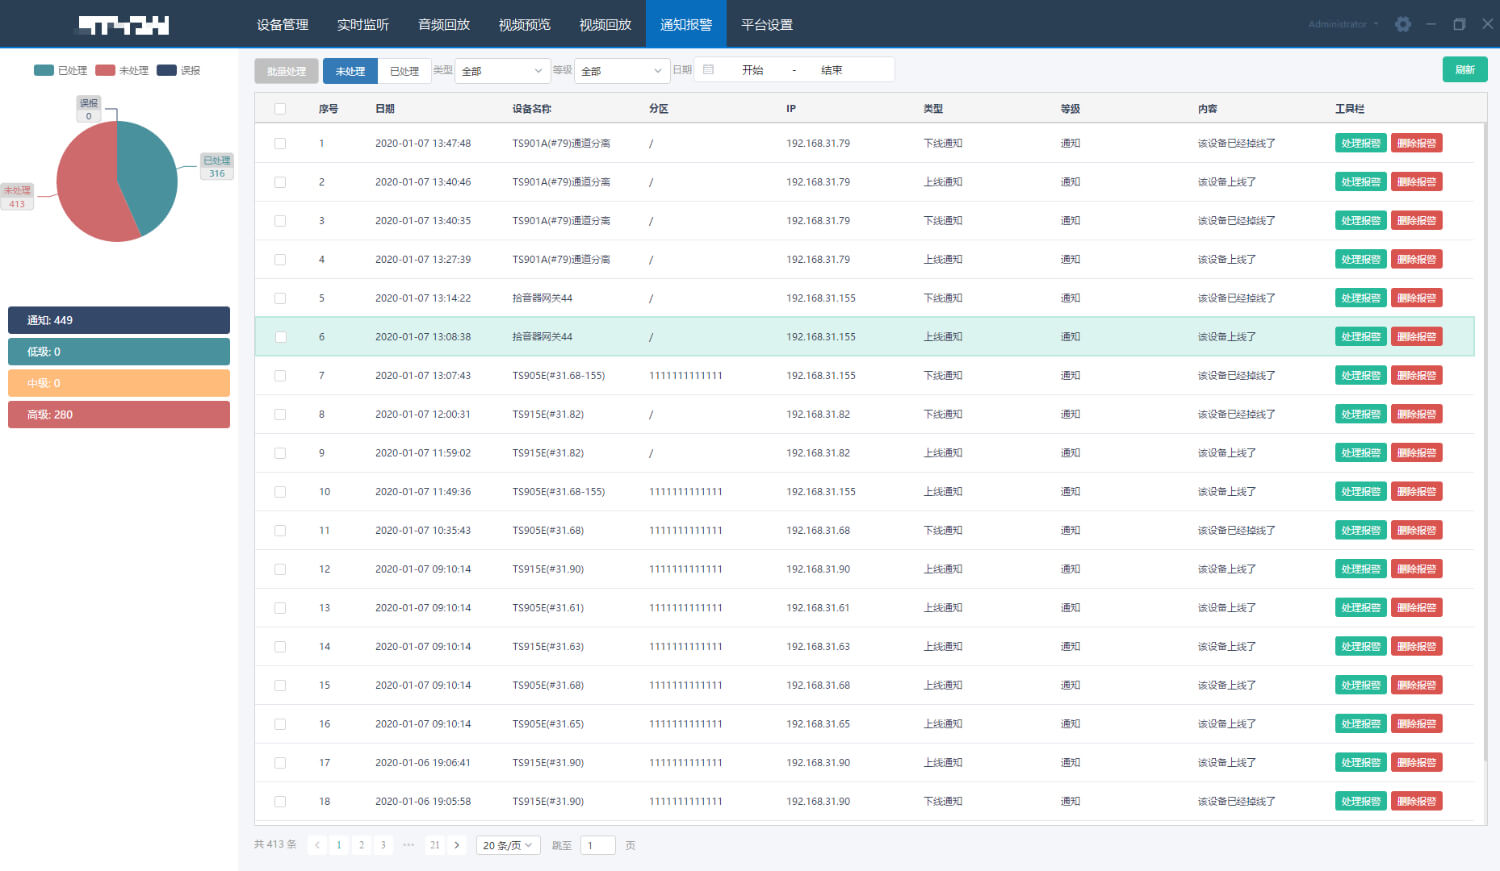 设备管理 实时监听 音频回放 视频预览 视频回放 通知报警 平台设置 Administrator
已处理 未处理 误报
误报
0
已处理
316
未处理
413
通知: 449
低级: 0
中级: 0
高级: 280
批量处理 未处理 已处理 类型 全部 等级 全部 日期 开始 - 结束 刷新
序号 日期 设备名称 分区 IP 类型 等级 内容 工具栏
1 2020-01-07 13:47:48 TS901A(#79)通道分离 / 192.168.31.79 下线通知 通知 该设备已经掉线了 处理报警 删除报警
2 2020-01-07 13:40:46 TS901A(#79)通道分离 / 192.168.31.79 上线通知 通知 该设备上线了 处理报警 删除报警
3 2020-01-07 13:40:35 TS901A(#79)通道分离 / 192.168.31.79 下线通知 通知 该设备已经掉线了 处理报警 删除报警
4 2020-01-07 13:27:39 TS901A(#79)通道分离 / 192.168.31.79 上线通知 通知 该设备上线了 处理报警 删除报警
5 2020-01-07 13:14:22 拾音器网关44 / 192.168.31.155 下线通知 通知 该设备已经掉线了 处理报警 删除报警
6 2020-01-07 13:08:38 拾音器网关44 / 192.168.31.155 上线通知 通知 该设备上线了 处理报警 删除报警
7 2020-01-07 13:07:43 TS905E(#31.68-155) 1111111111111 192.168.31.155 下线通知 通知 该设备已经掉线了 处理报警 删除报警
8 2020-01-07 12:00:31 TS915E(#31.82) / 192.168.31.82 下线通知 通知 该设备已经掉线了 处理报警 删除报警
9 2020-01-07 11:59:02 TS915E(#31.82) / 192.168.31.82 上线通知 通知 该设备上线了 处理报警 删除报警
10 2020-01-07 11:49:36 TS905E(#31.68-155) 1111111111111 192.168.31.155 上线通知 通知 该设备上线了 处理报警 删除报警
11 2020-01-07 10:35:43 TS905E(#31.68) 1111111111111 192.168.31.68 下线通知 通知 该设备已经掉线了 处理报警 删除报警
12 2020-01-07 09:10:14 TS915E(#31.90) 1111111111111 192.168.31.90 上线通知 通知 该设备上线了 处理报警 删除报警
13 2020-01-07 09:10:14 TS905E(#31.61) 1111111111111 192.168.31.61 上线通知 通知 该设备上线了 处理报警 删除报警
14 2020-01-07 09:10:14 TS915E(#31.63) 1111111111111 192.168.31.63 上线通知 通知 该设备上线了 处理报警 删除报警
15 2020-01-07 09:10:14 TS905E(#31.68) 1111111111111 192.168.31.68 上线通知 通知 该设备上线了 处理报警 删除报警
16 2020-01-07 09:10:14 TS905E(#31.65) 1111111111111 192.168.31.65 上线通知 通知 该设备上线了 处理报警 删除报警
17 2020-01-06 19:06:41 TS915E(#31.90) 1111111111111 192.168.31.90 上线通知 通知 该设备上线了 处理报警 删除报警
18 2020-01-06 19:05:58 TS915E(#31.90) 1111111111111 192.168.31.90 下线通知 通知 该设备已经掉线了 处理报警 删除报警
共 413 条 < 1 2 3 ··· 21 > 20 条/页 跳至 1 页